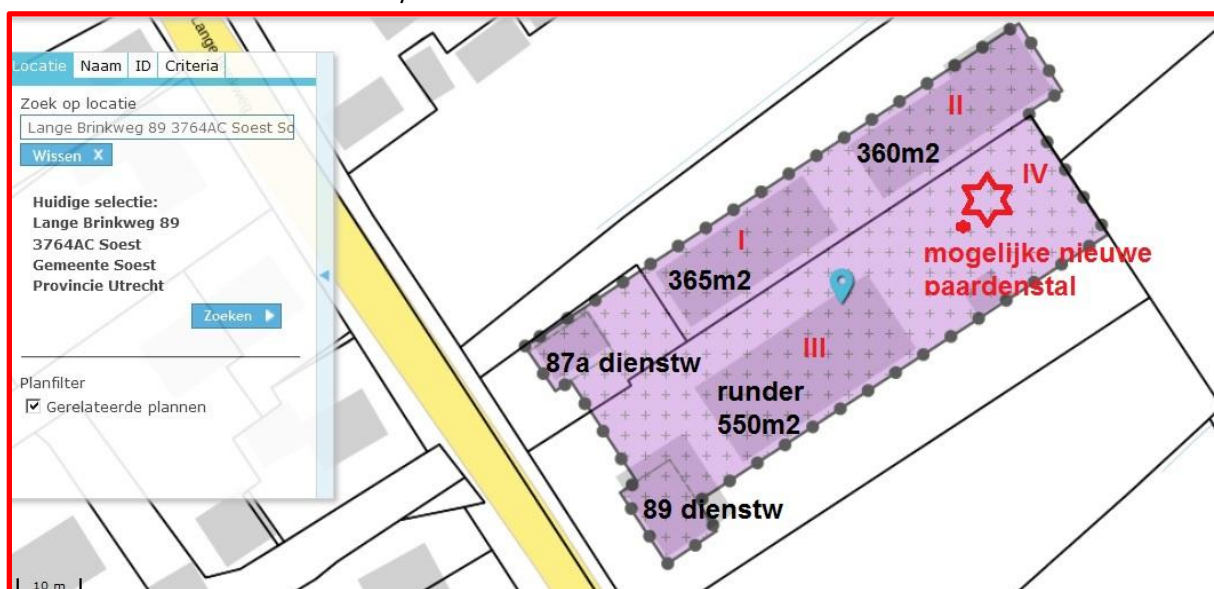 Locatie Naam ID Criteria
Zoek op locatie
Lange Brinkweg 89 3764AC Soest So
Wissen X
Huidige selectie:
Lange Brinkweg 89
3764AC Soest
Gemeente Soest
Provincie Utrecht
Zoeken
Planfilter
Gerelateerde plannen
10 m
Lange
II
360m2
IV
mogelijke nieuwe
paardenstal
I
365m2
III
87a dienstw
runder
550m2
89 dienstw